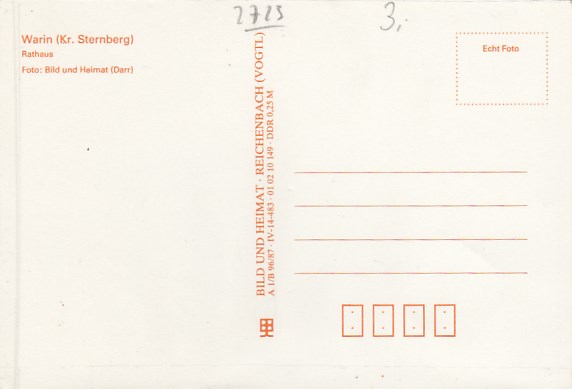 2725
3,-
Warin (Kr. Sternberg)
Rathaus
Foto: Bild und Heimat (Darr)
BILD UND HEIMAT · REICHENBACH (VOGTL)
A 1/B 96/87 · IV-14-483 · 01 02 10 149 · DDR 0,25 M
Echt Foto